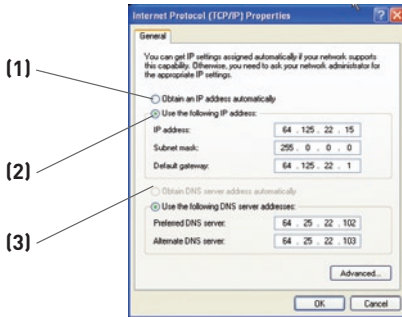 Internet Protocol (TCP/IP) Properties
General
You can get IP settings assigned automatically if your network supports
this capability. Otherwise, you need to ask your network administrator for
the appropriate IP settings.
(1)
Obtain an IP address automatically
Use the following IP address:
IP address: 64 . 125 . 22 . 15
(2)
Subnet mask: 255 . 0 . 0 . 0
Default gateway: 64 . 125 . 22 . 1
Obtain DNS server address automatically
Use the following DNS server addresses:
(3)
Preferred DNS server: 64 . 25 . 22 . 102
Alternate DNS server: 64 . 25 . 22 . 103
Advanced...
OK Cancel